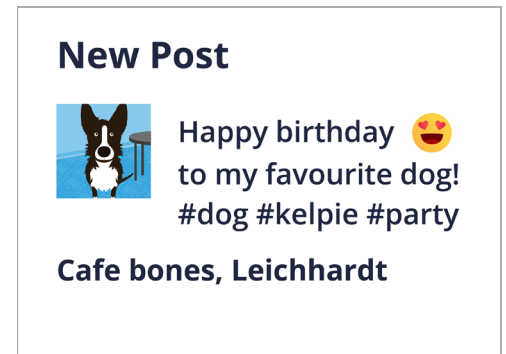 New Post
Happy birthday 😍
to my favourite dog!
#dog #kelpie #party
Cafe bones, Leichhardt